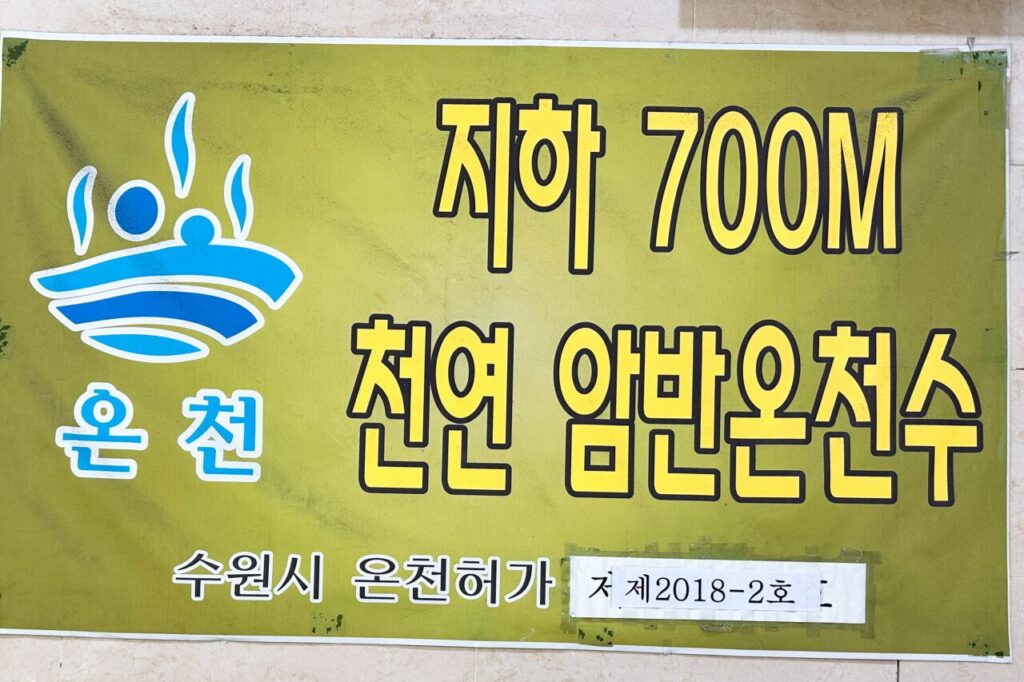 지하 700M
천연 암반온천수
온천
수원시 온천허가 제2018-2호